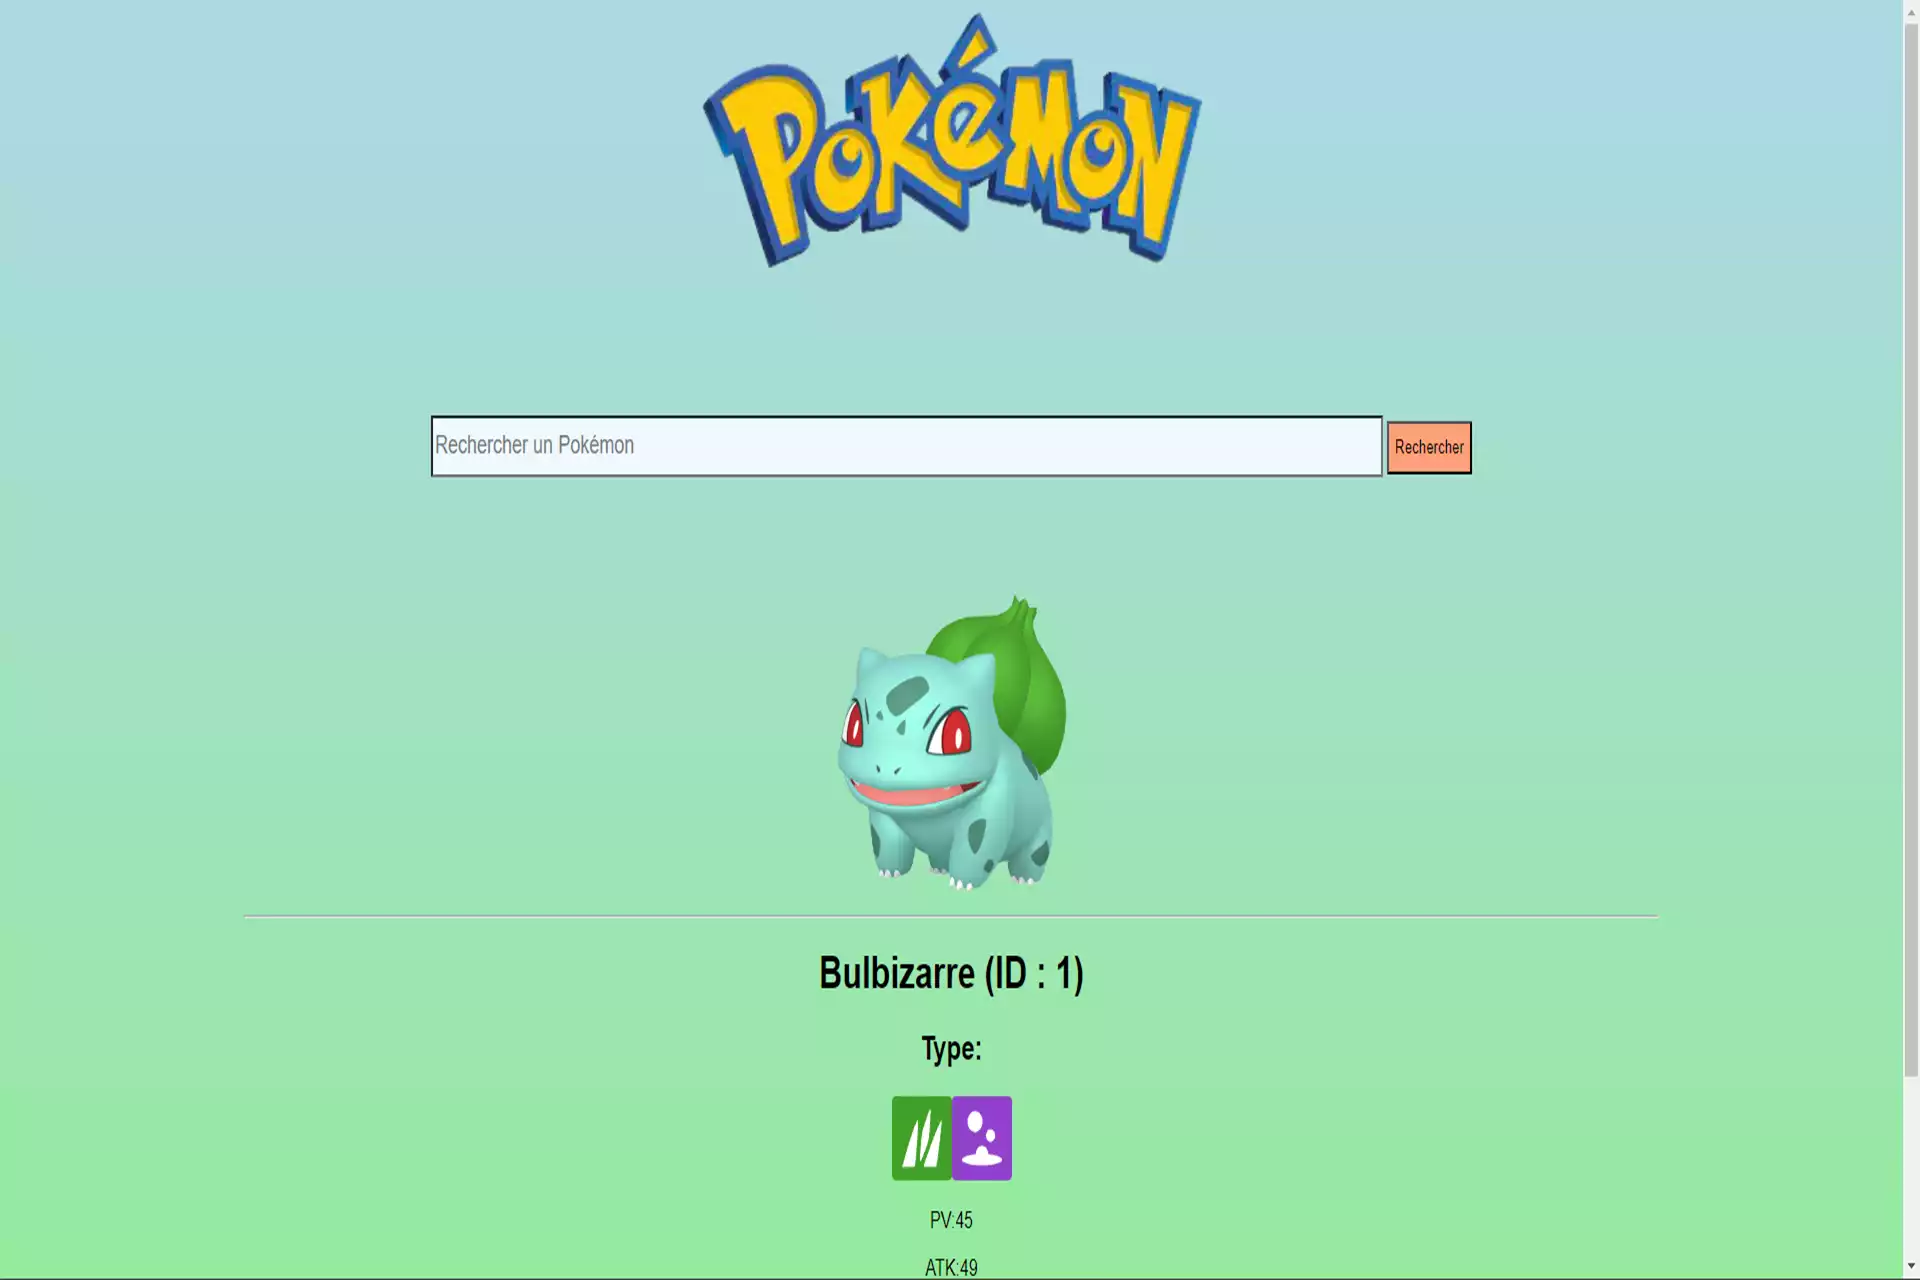 Pokémon
Rechercher un Pokémon
Rechercher
Bulbizarre (ID : 1)
Type:
PV:45
ATK:49